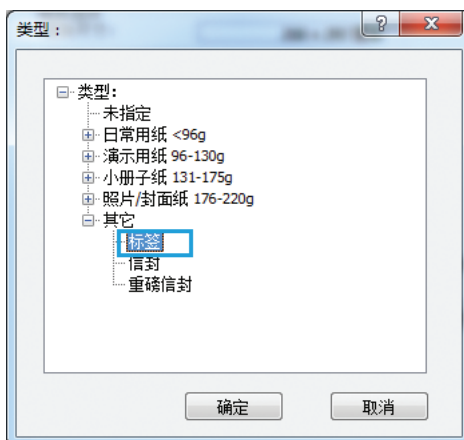 类型：
类型:
未指定
日常用纸 <96g
演示用纸 96-130g
小册子纸 131-175g
照片/封面纸 176-220g
其它
标签
信封
重磅信封
确定
取消